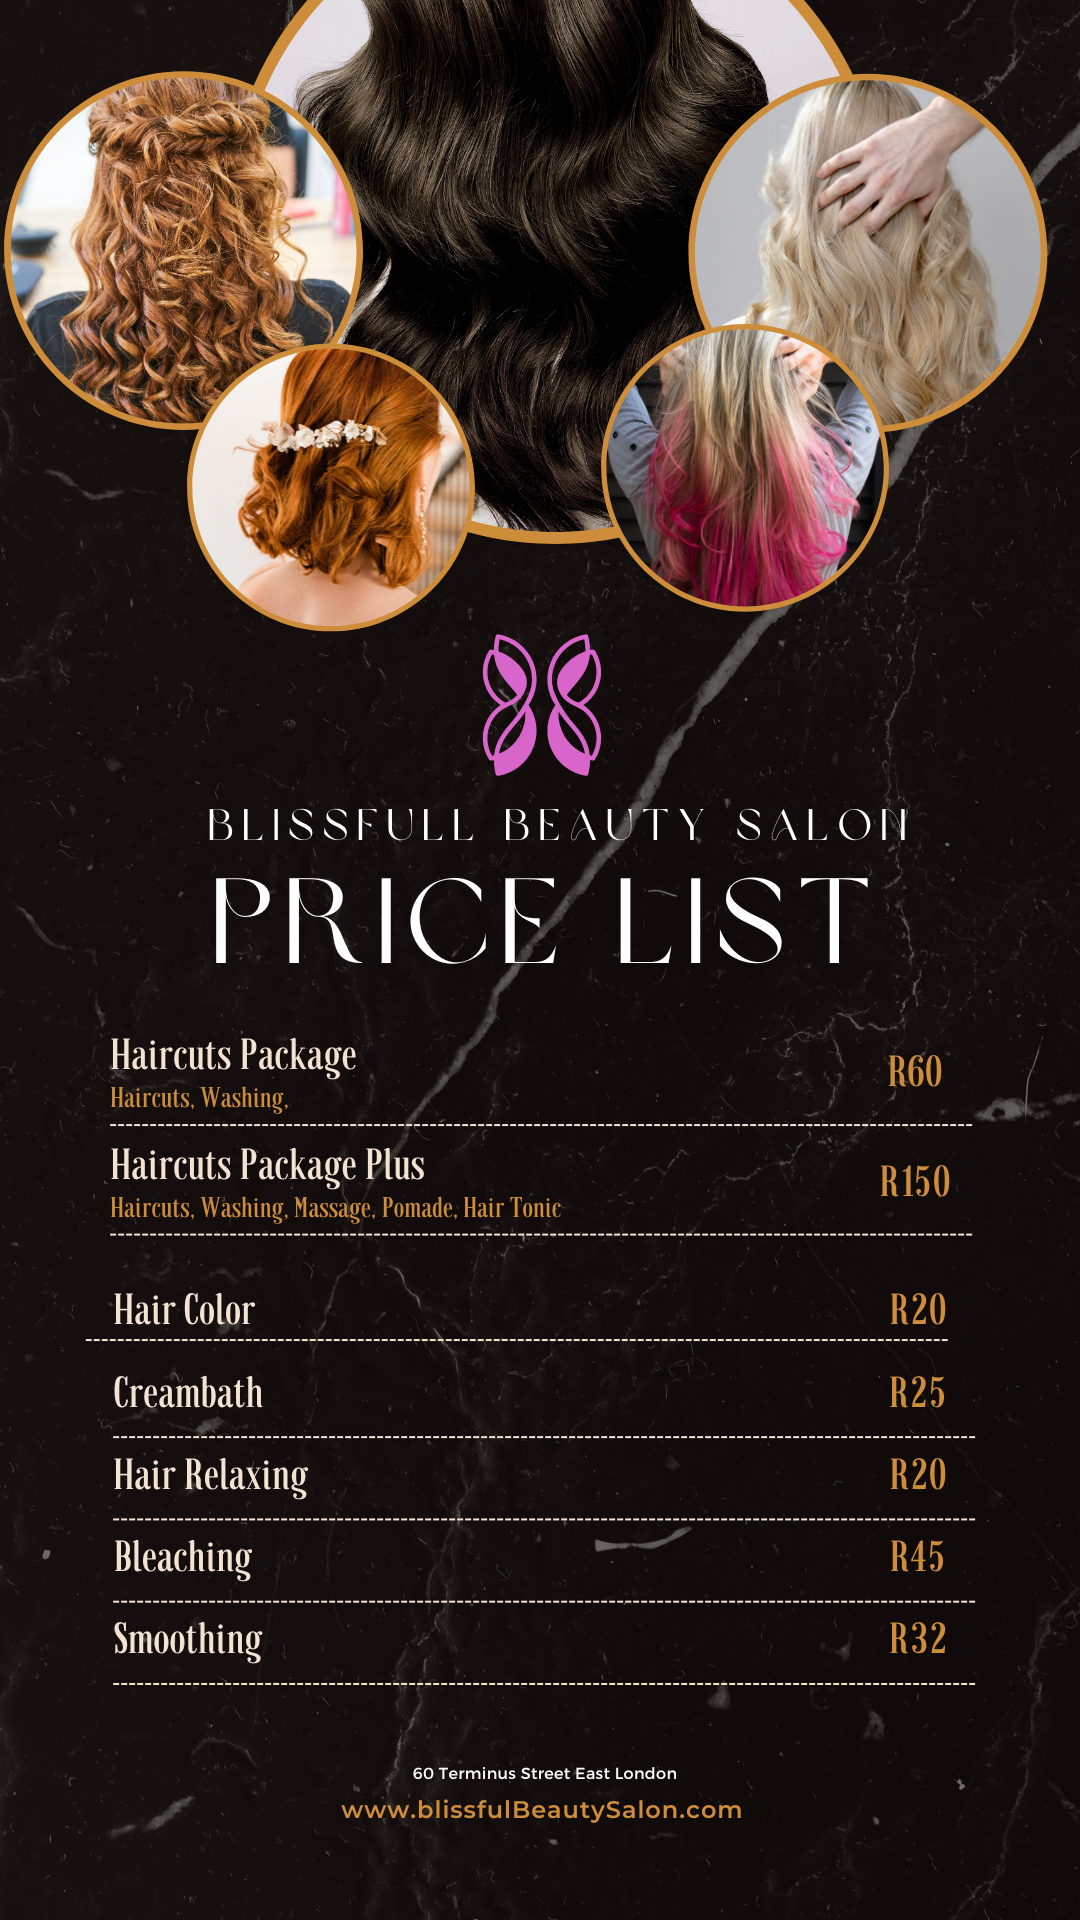 BLISSFULL BEAUTY SALON
PRICE LIST
Haircuts Package
R60
Haircuts, Washing,
Haircuts Package Plus
R150
Haircuts, Washing, Massage, Pomade, Hair Tonic
Hair Color R20
Creambath R25
Hair Relaxing R20
Bleaching R45
Smoothing R32
60 Terminus Street East London
www.blissfulBeautySalon.com